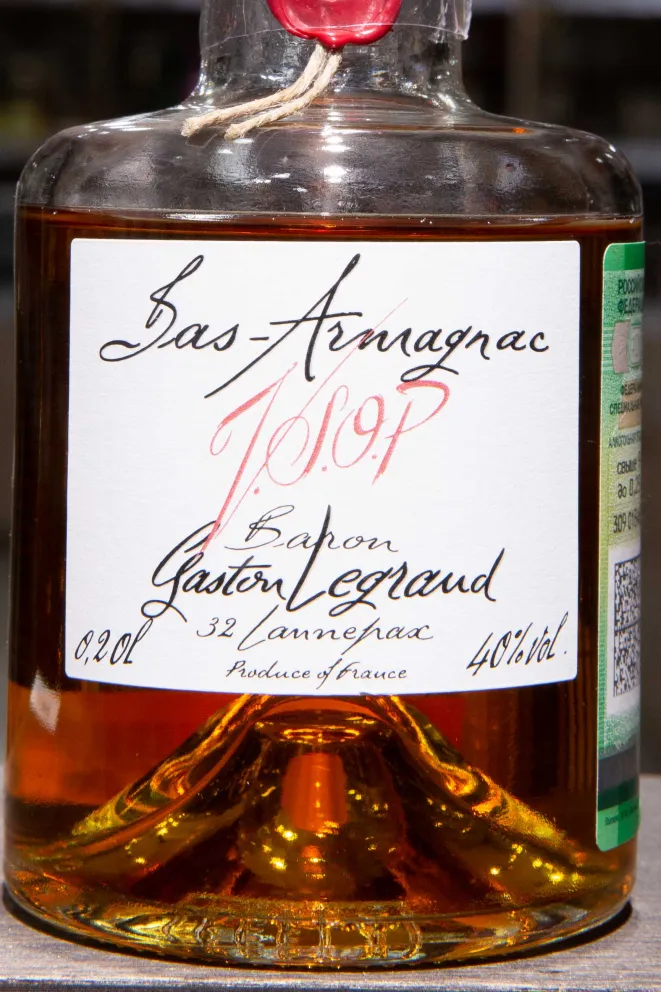 Bas-Armagnac
V.S.O.P
Baron
Gaston Legrand
32 Lannepax
0,20l
40%vol.
Produce of France